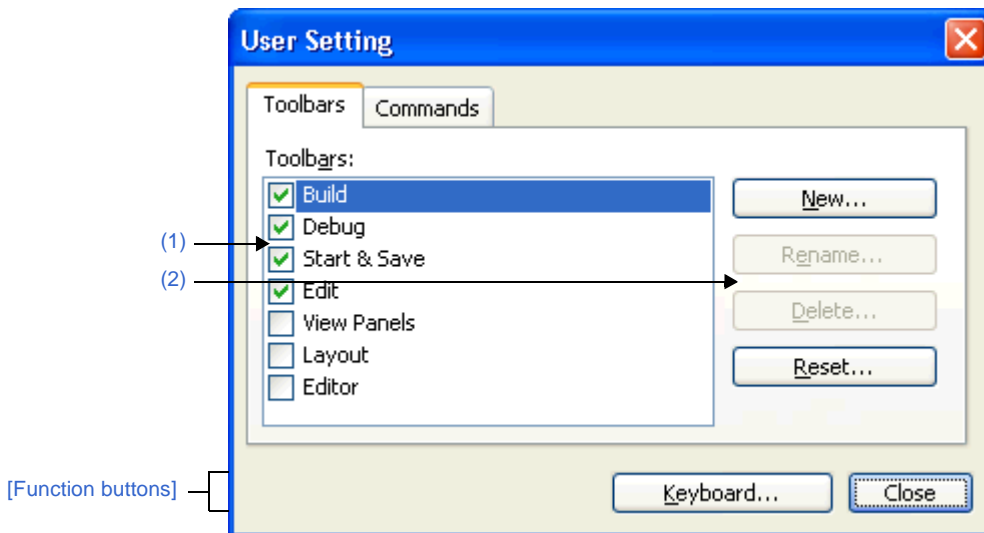 User Setting
Toolbars
Commands
Toolbars:
Build
Debug
Start & Save
Edit
View Panels
Layout
Editor
New...
Rename...
Delete...
Reset...
(1)
(2)
[Function buttons]
Keyboard...
Close